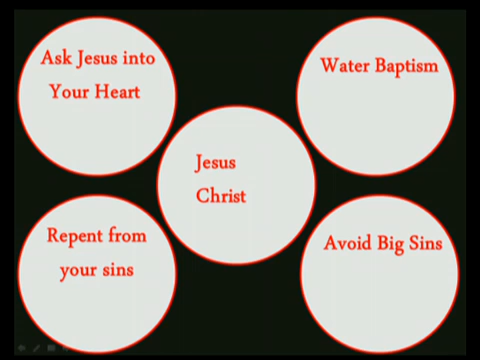 Ask Jesus into
Your Heart
Water Baptism
Jesus
Christ
Repent from
your sins
Avoid Big Sins